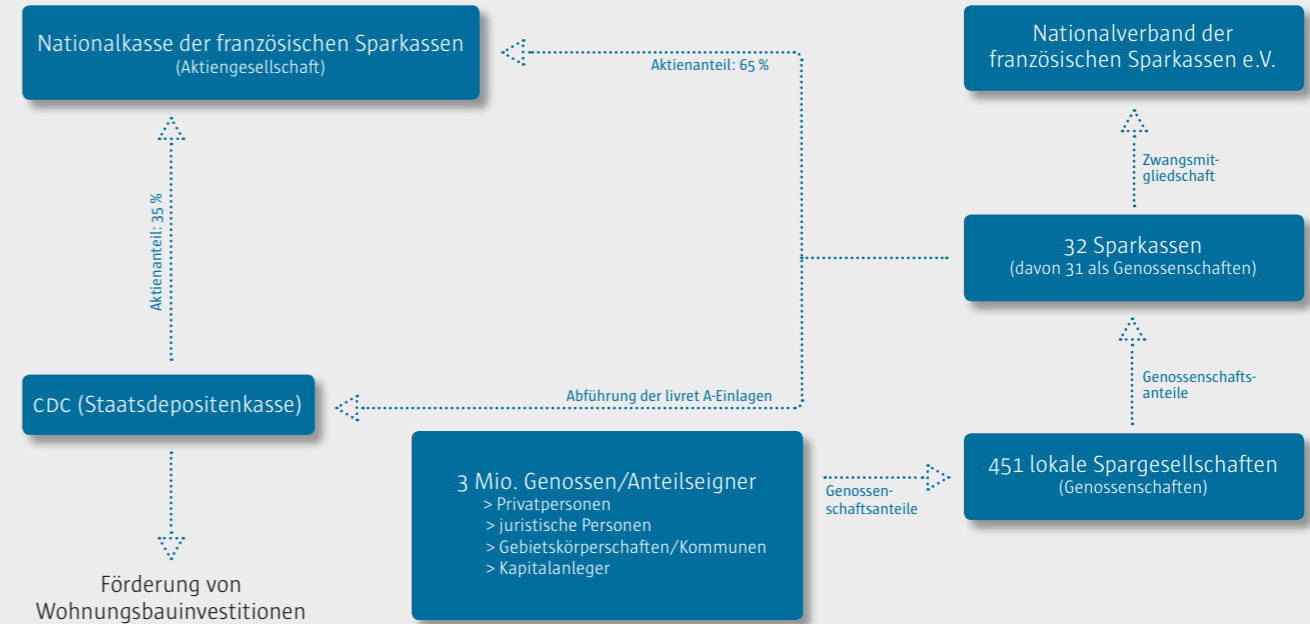 Nationalkasse der französischen Sparkassen
(Aktiengesellschaft)
Aktienanteil: 65 %
Nationalverband der
französischen Sparkassen e.V.
Zwangsmit-
gliedschaft
Aktienanteil: 35 %
32 Sparkassen
(davon 31 als Genossenschaften)
Genossenschafts-
anteile
CDC (Staatsdepositenkasse)
Abführung der livret A-Einlagen
3 Mio. Genossen/Anteilseigner
> Privatpersonen
> juristische Personen
> Gebietskörperschaften/Kommunen
> Kapitalanleger
Genossen-
schaftsanteile
451 lokale Spargesellschaften
(Genossenschaften)
Förderung von
Wohnungsbauinvestitionen